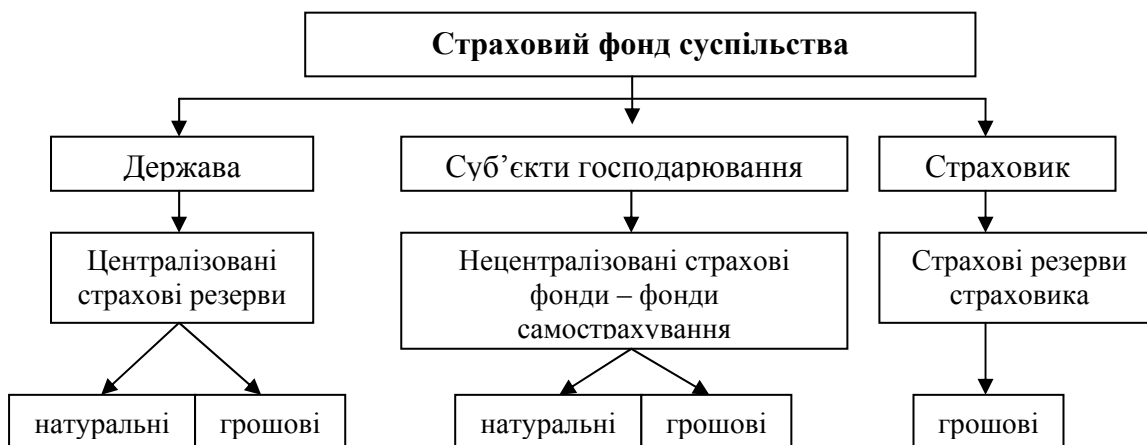 Страховий фонд суспільства
Держава
Суб’єкти господарювання
Страховик
Централізовані
страхові резерви
Нецентралізовані страхові
фонди – фонди
самострахування
Страхові резерви
страховика
натуральні
грошові
натуральні
грошові
грошові